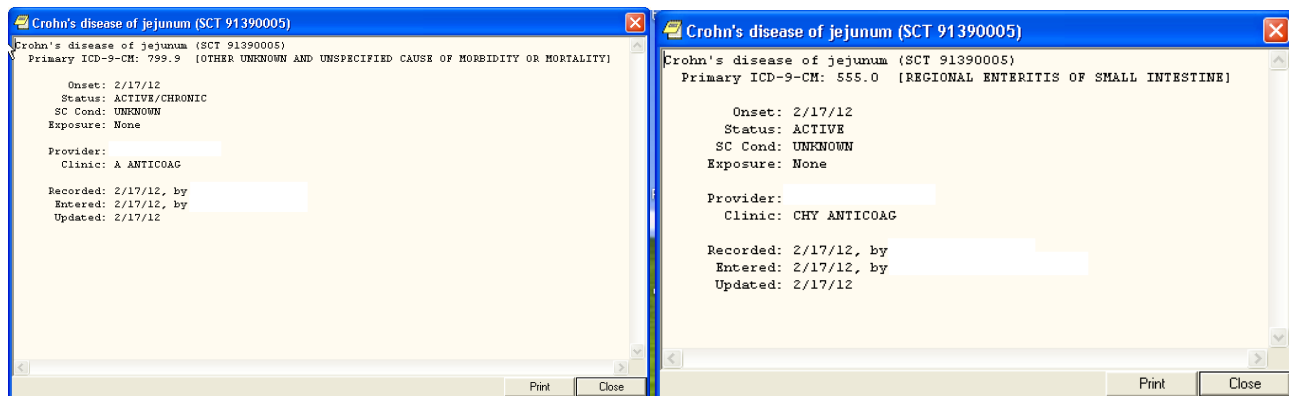 Crohn's disease of jejunum (SCT 91390005)
Crohn's disease of jejunum (SCT 91390005)
Primary ICD-9-CM: 799.9 [OTHER UNKNOWN AND UNSPECIFIED CAUSE OF MORBIDITY OR MORTALITY]
Onset: 2/17/12
Status: ACTIVE/CHRONIC
SC Cond: UNKNOWN
Exposure: None
Provider:
Clinic: A ANTICOAG
Recorded: 2/17/12, by
Entered: 2/17/12, by
Updated: 2/17/12
Print Close
Crohn's disease of jejunum (SCT 91390005)
Crohn's disease of jejunum (SCT 91390005)
Primary ICD-9-CM: 555.0 [REGIONAL ENTERITIS OF SMALL INTESTINE]
Onset: 2/17/12
Status: ACTIVE
SC Cond: UNKNOWN
Exposure: None
Provider:
Clinic: CHY ANTICOAG
Recorded: 2/17/12, by
Entered: 2/17/12, by
Updated: 2/17/12
Print Close